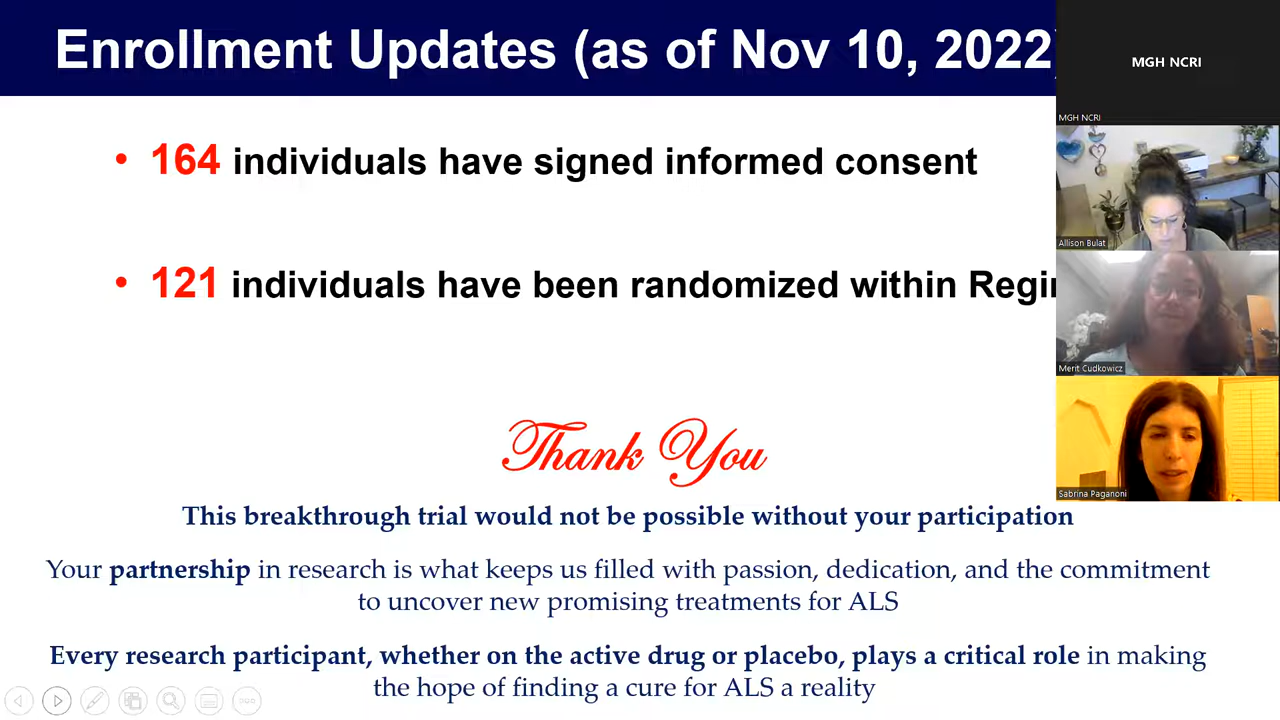 Enrollment Updates (as of Nov 10, 2022)
MGH NCRI
MGH NCRI
• 164 individuals have signed informed consent
Allison Bulat
• 121 individuals have been randomized within Regim
Merit Cudkowicz
Thank You
Sabrina Paganoni
This breakthrough trial would not be possible without your participation
Your partnership in research is what keeps us filled with passion, dedication, and the commitment
to uncover new promising treatments for ALS
Every research participant, whether on the active drug or placebo, plays a critical role in making
the hope of finding a cure for ALS a reality